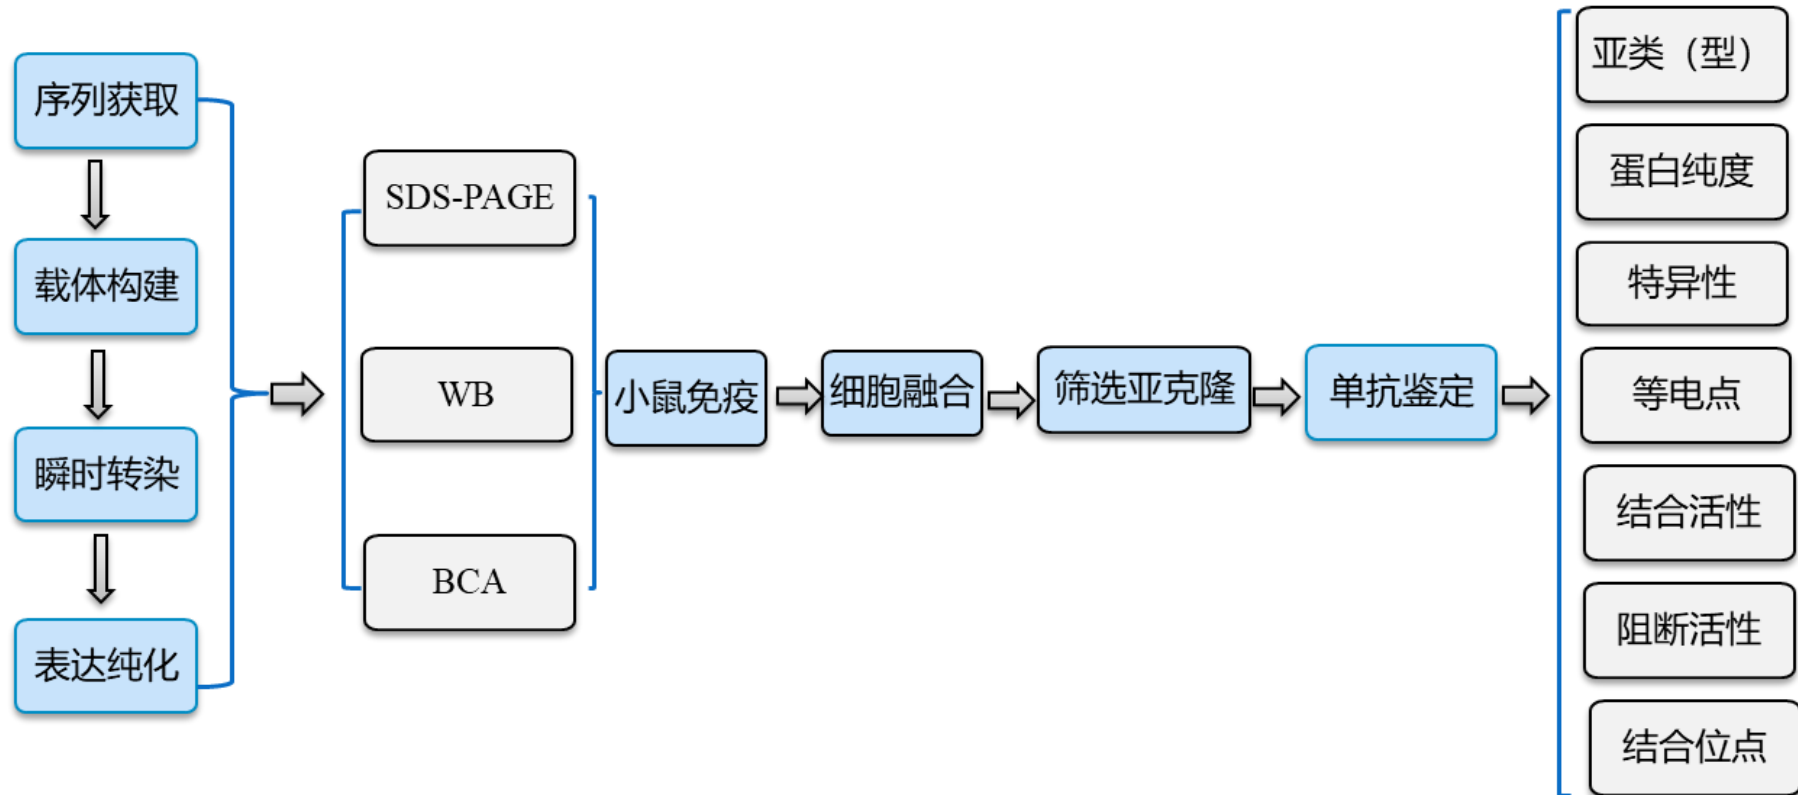 序列获取
载体构建
瞬时转染
表达纯化
SDS-PAGE
WB
BCA
小鼠免疫
细胞融合
筛选亚克隆
单抗鉴定
亚类（型）
蛋白纯度
特异性
等电点
结合活性
阻断活性
结合位点